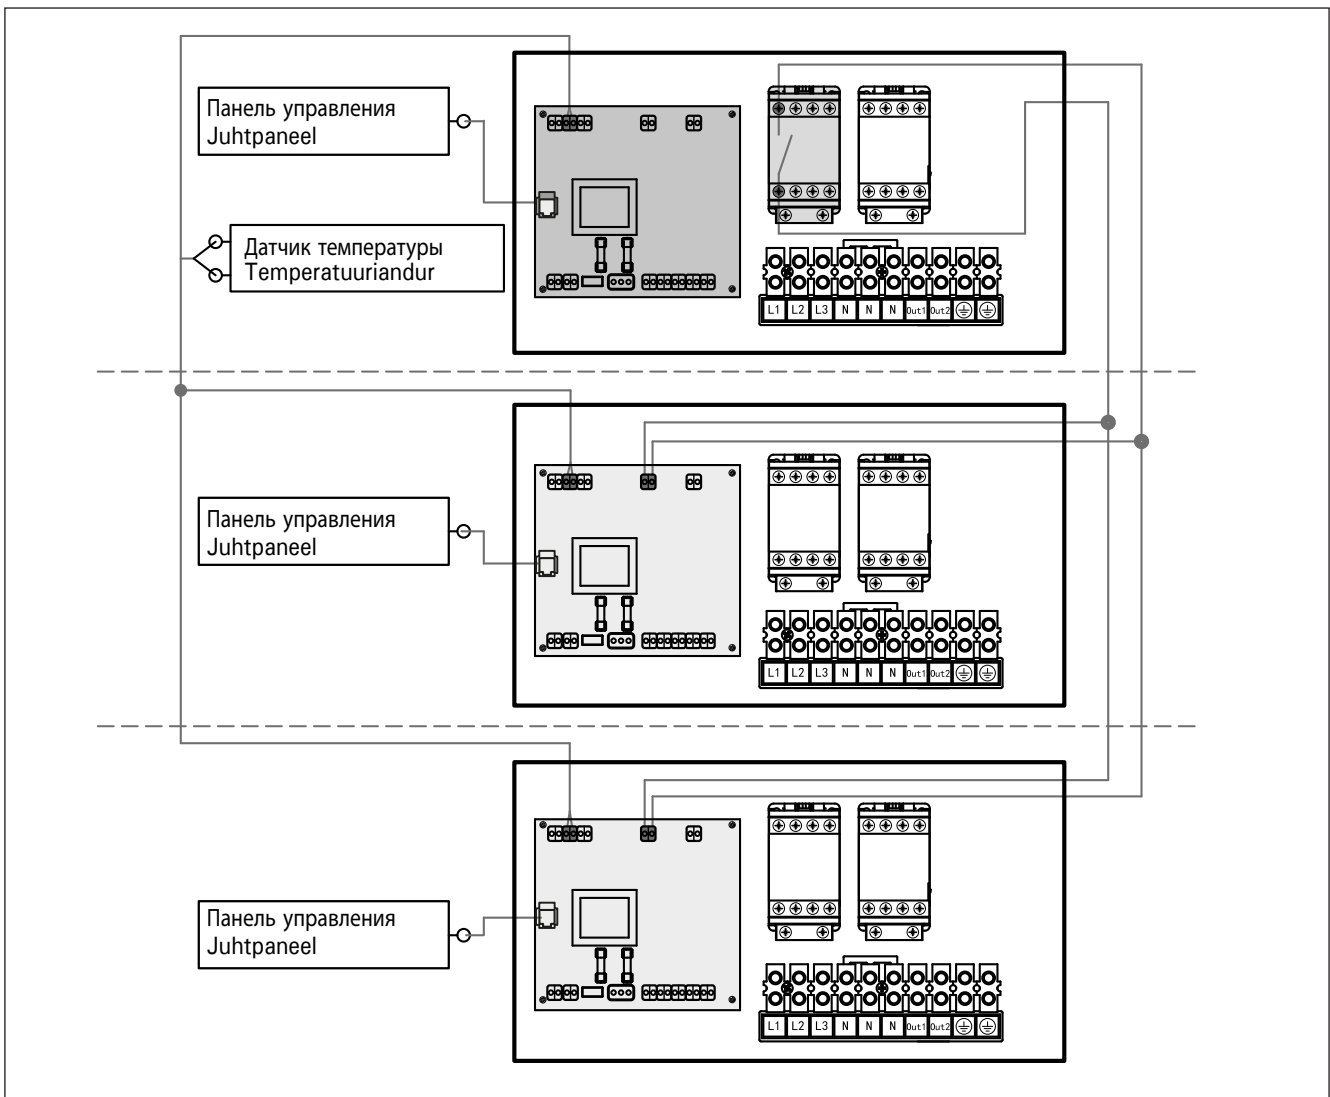 Панель управления
Juhtpaneel
Датчик температуры
Temperatuuriandur
L1 L2 L3 N N N Out1 Out2
Панель управления
Juhtpaneel
L1 L2 L3 N N N Out1 Out2
Панель управления
Juhtpaneel
L1 L2 L3 N N N Out1 Out2